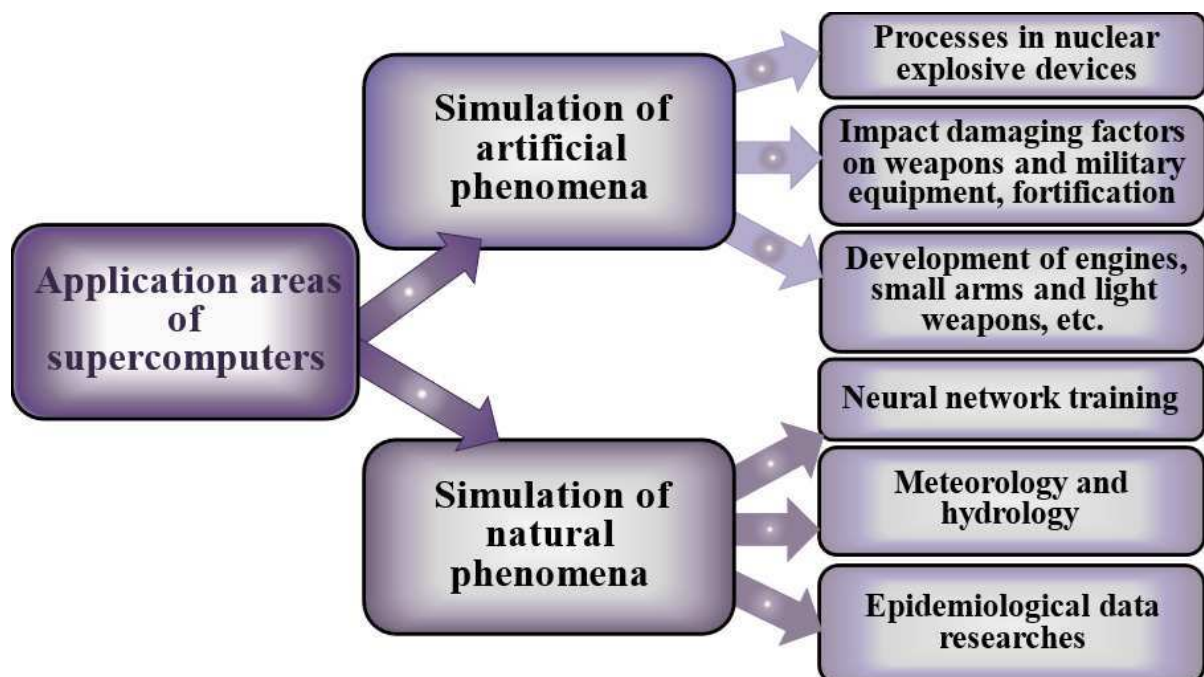 Application areas
of
supercomputers
Simulation of
artificial
phenomena
Processes in nuclear
explosive devices
Impact damaging factors
on weapons and military
equipment, fortification
Development of engines,
small arms and light
weapons, etc.
Simulation of
natural
phenomena
Neural network training
Meteorology and
hydrology
Epidemiological data
researches